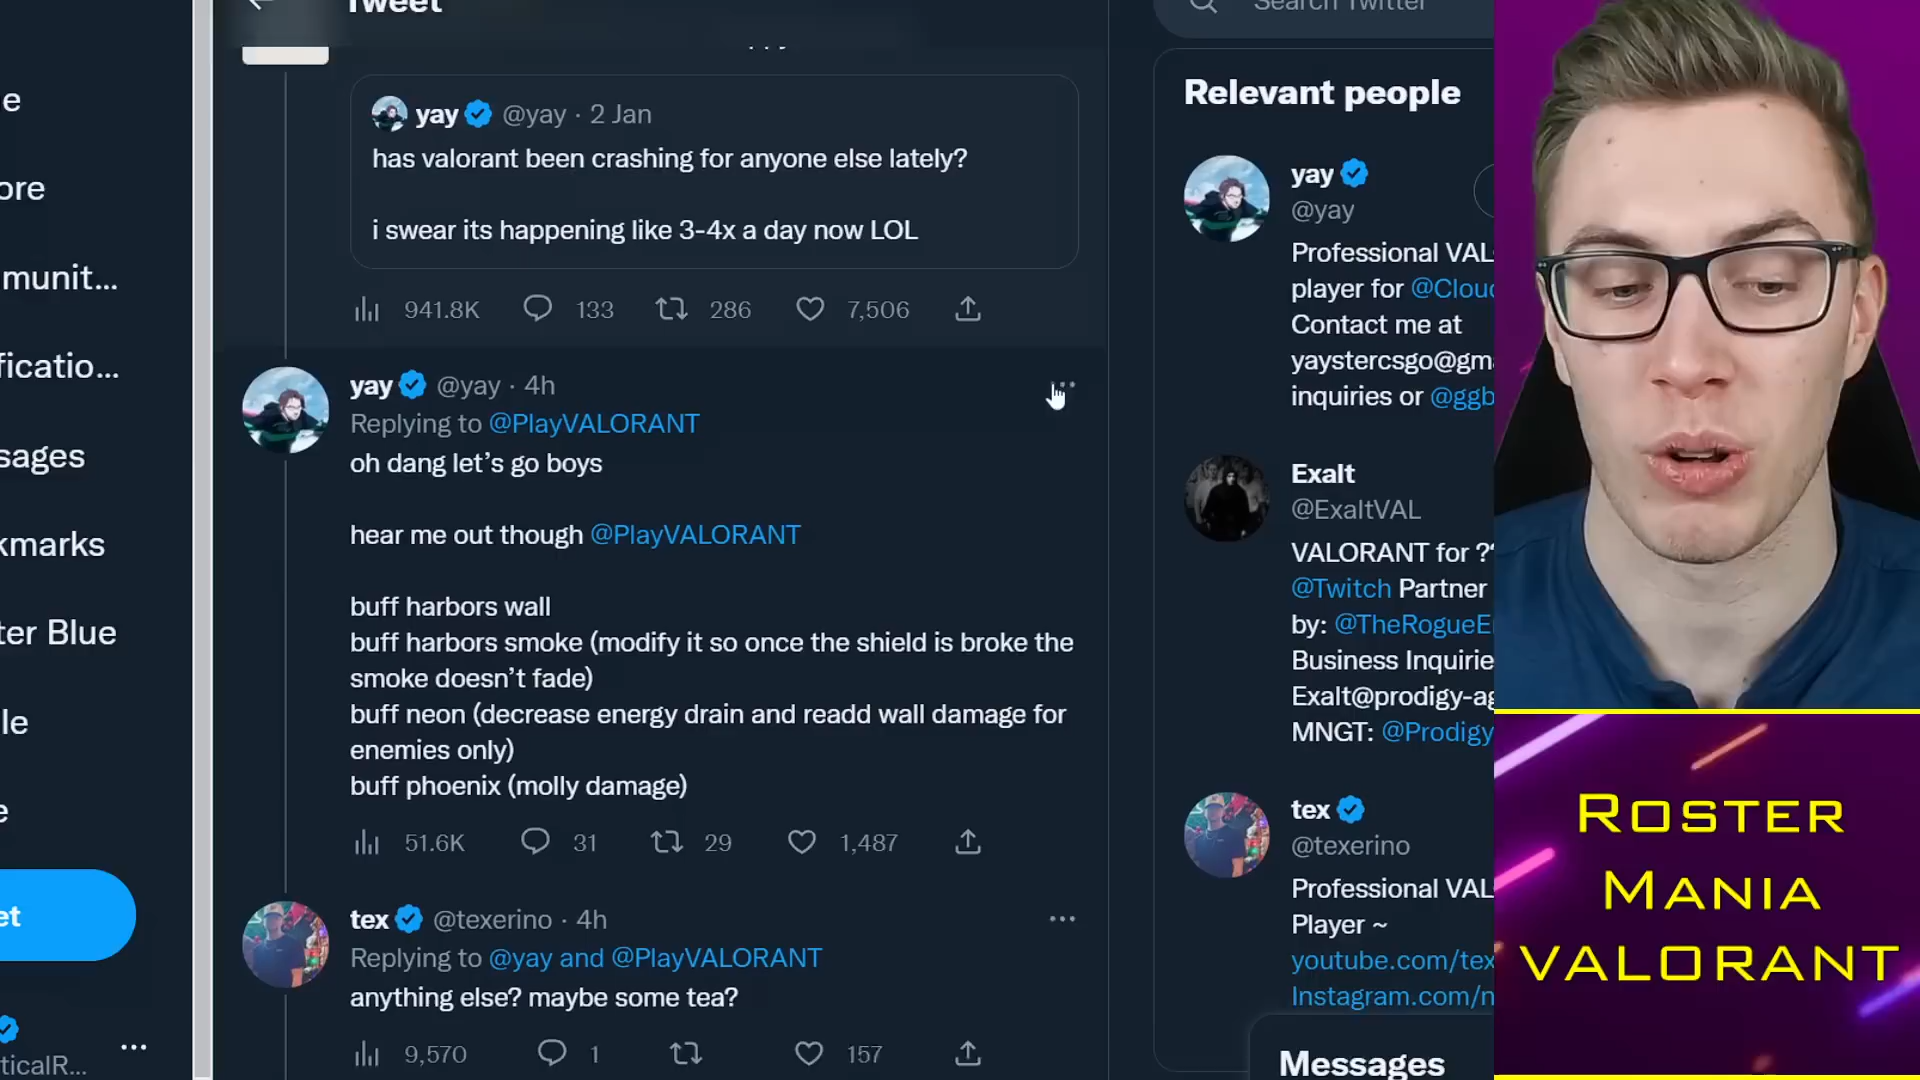 Tweet
Search Twitter
yay @yay · 2 Jan
has valorant been crashing for anyone else lately?
i swear its happening like 3-4x a day now LOL
941.8K 133 286 7,506
yay @yay · 4h
Replying to @PlayVALORANT
oh dang let's go boys
hear me out though @PlayVALORANT
buff harbors wall
buff harbors smoke (modify it so once the shield is broke the
smoke doesn't fade)
buff neon (decrease energy drain and readd wall damage for
enemies only)
buff phoenix (molly damage)
51.6K 31 29 1,487
tex @texerino · 4h
Replying to @yay and @PlayVALORANT
anything else? maybe some tea?
9,570 1 157
Relevant people
yay
@yay
Professional VAL
player for @Clou
Contact me at
yaystercsgo@gm
inquiries or @ggb
Exalt
@ExaltVAL
VALORANT for ??
@Twitch Partner
by: @TheRogueE
Business Inquirie
Exalt@prodigy-ag
MNGT: @Prodigy
tex
@texerino
Professional VAL
Player ~
youtube.com/tex
Instagram.com/n
Messages
e
ore
munit...
ficatio...
sages
kmarks
ter Blue
le
e
et
ticalR...
ROSTER
MANIA
VALORANT